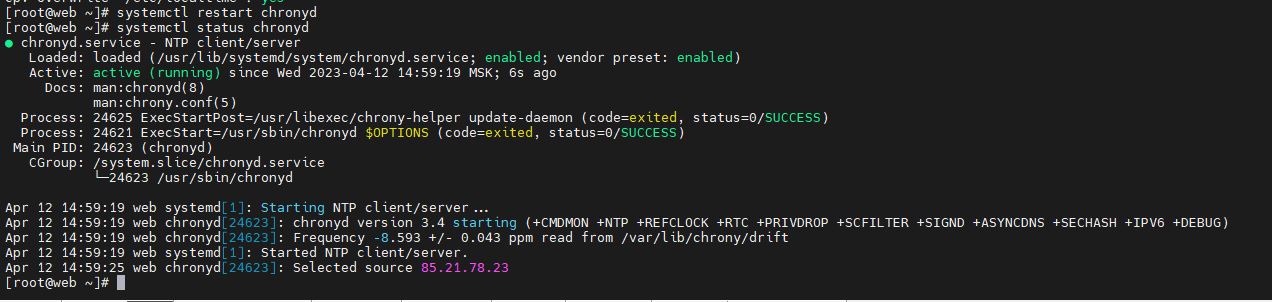 cp: overwrite '/etc/localtime'? yes
[root@web ~]# systemctl restart chronyd
[root@web ~]# systemctl status chronyd
● chronyd.service - NTP client/server
   Loaded: loaded (/usr/lib/systemd/system/chronyd.service; enabled; vendor preset: enabled)
   Active: active (running) since Wed 2023-04-12 14:59:19 MSK; 6s ago
     Docs: man:chronyd(8)
           man:chrony.conf(5)
  Process: 24625 ExecStartPost=/usr/libexec/chrony-helper update-daemon (code=exited, status=0/SUCCESS)
  Process: 24621 ExecStart=/usr/sbin/chronyd $OPTIONS (code=exited, status=0/SUCCESS)
 Main PID: 24623 (chronyd)
   CGroup: /system.slice/chronyd.service
           └─24623 /usr/sbin/chronyd

Apr 12 14:59:19 web systemd[1]: Starting NTP client/server...
Apr 12 14:59:19 web chronyd[24623]: chronyd version 3.4 starting (+CMDMON +NTP +REFCLOCK +RTC +PRIVDROP +SCFILTER +SIGND +ASYNCDNS +SECHASH +IPV6 +DEBUG)
Apr 12 14:59:19 web chronyd[24623]: Frequency -8.593 +/- 0.043 ppm read from /var/lib/chrony/drift
Apr 12 14:59:19 web systemd[1]: Started NTP client/server.
Apr 12 14:59:25 web chronyd[24623]: Selected source 85.21.78.23
[root@web ~]#